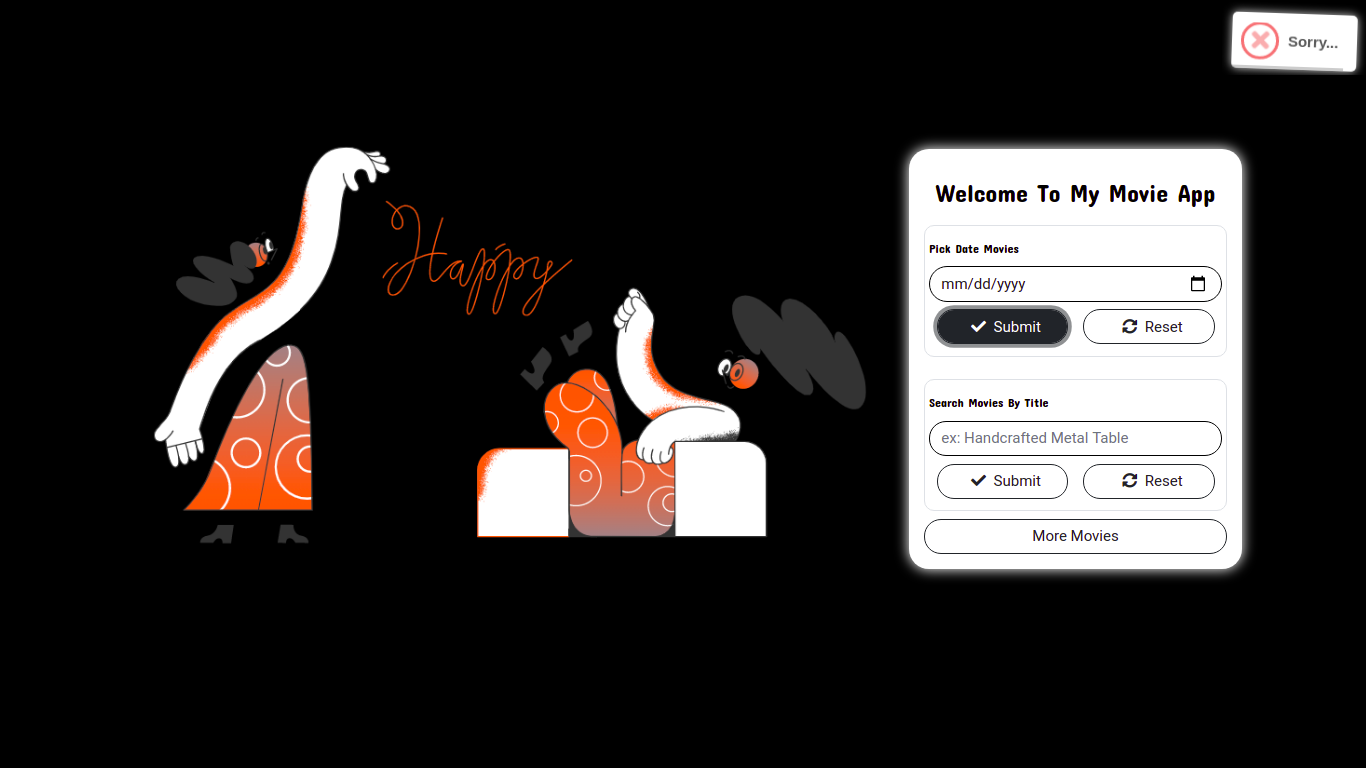 Sorry...
Happy
Welcome To My Movie App
Pick Date Movies
mm/dd/yyyy
Submit
Reset
Search Movies By Title
ex: Handcrafted Metal Table
Submit
Reset
More Movies